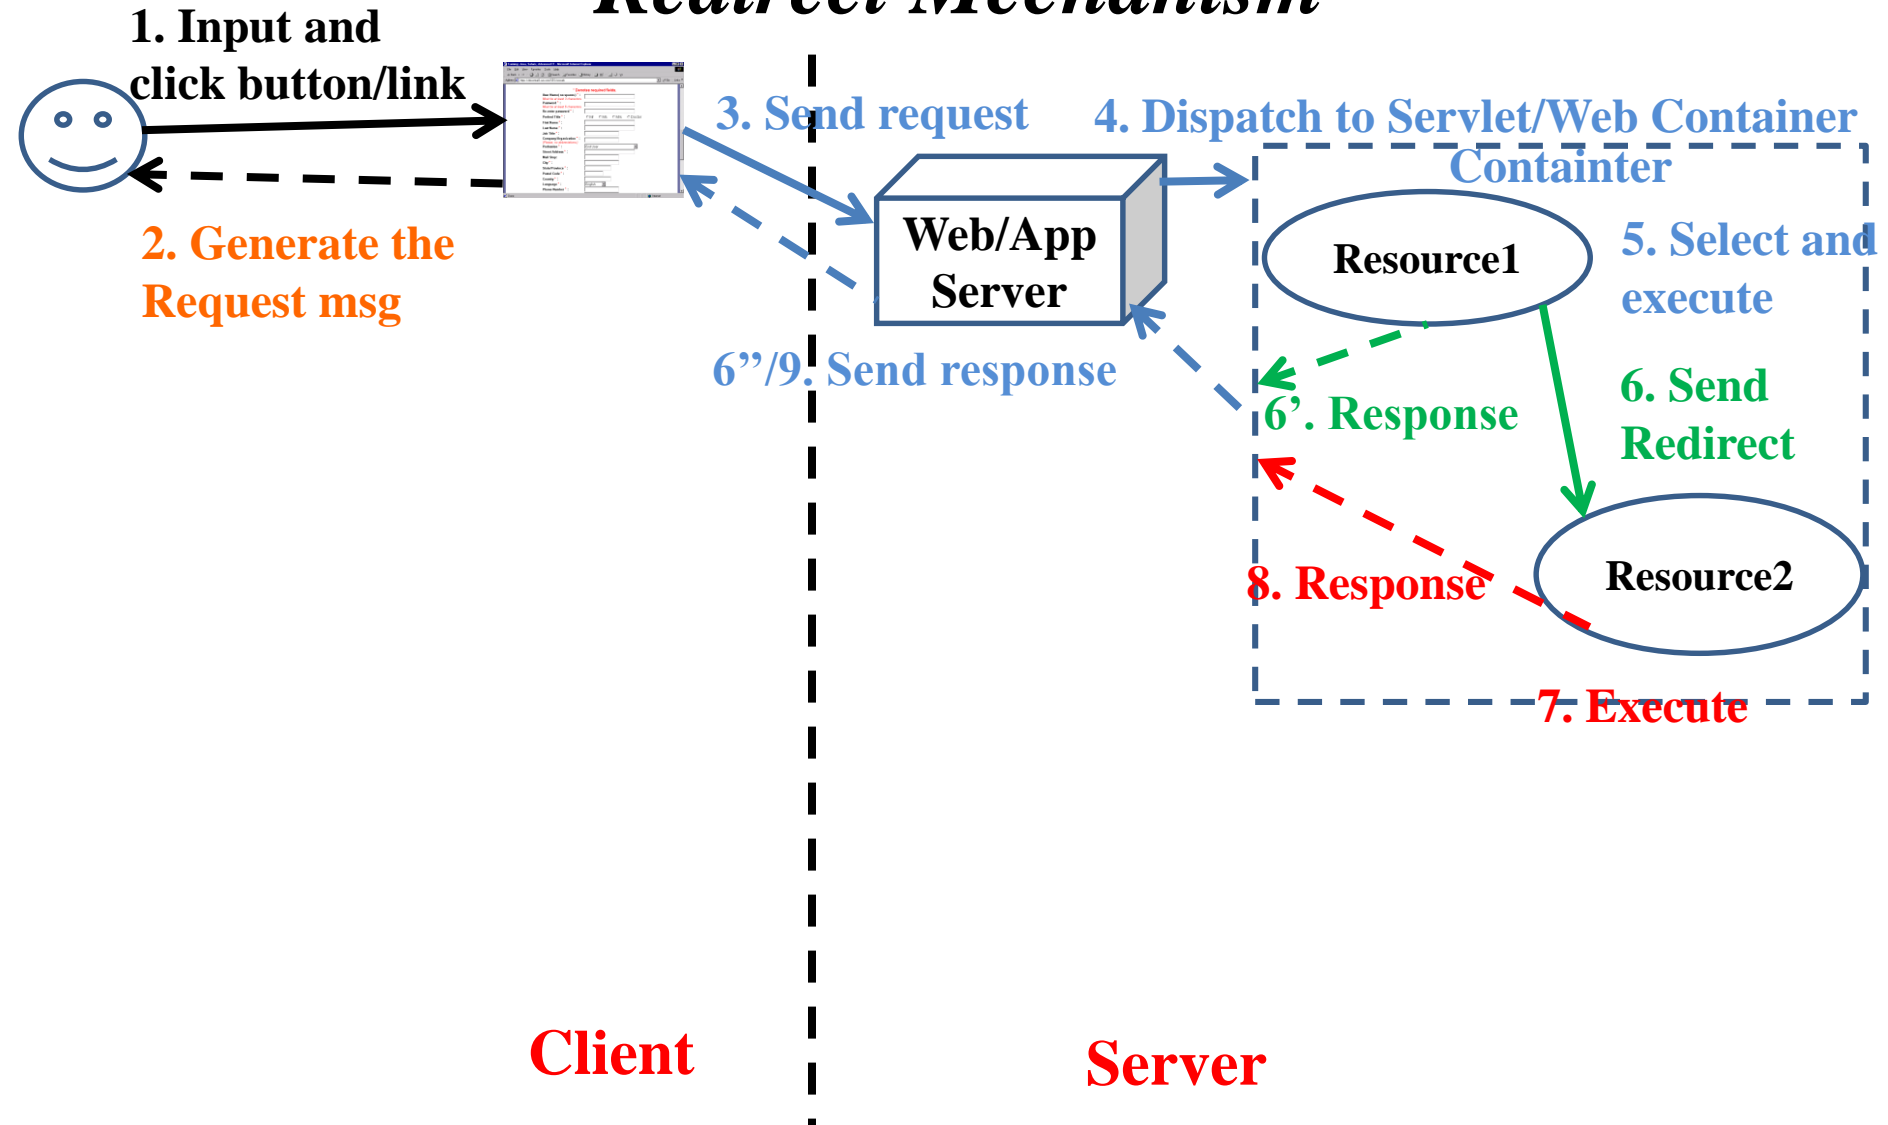 Redirect Mechanism
1. Input and
click button/link
3. Send request
4. Dispatch to Servlet/Web Container
Containter
2. Generate the
Request msg
Web/App
Server
Resource1
5. Select and
execute
6’’/9. Send response
6’. Response
6. Send
Redirect
8. Response
Resource2
7. Execute
Client
Server